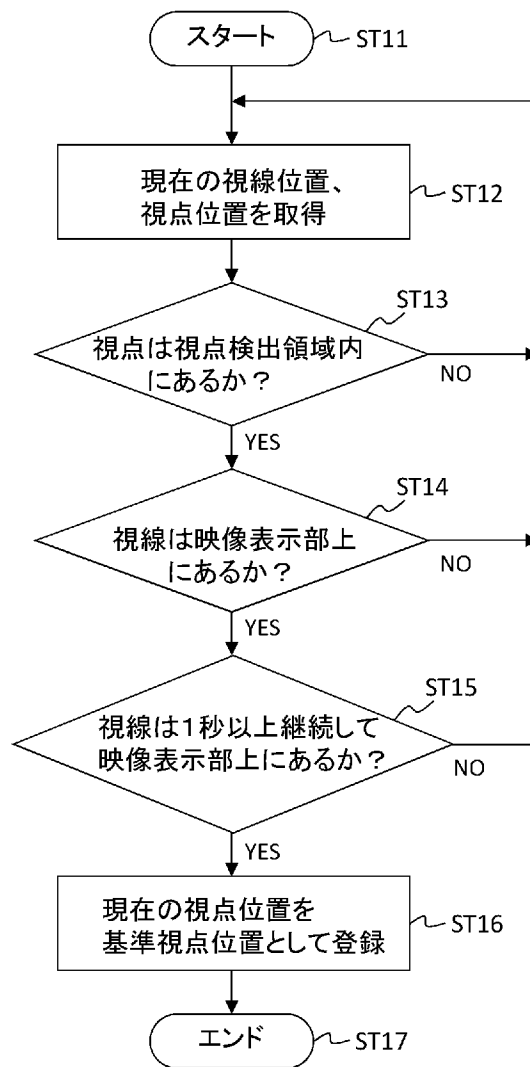 スタート
ST11
現在の視線位置、
視点位置を取得
ST12
ST13
視点は視点検出領域内
にあるか？
NO
YES
ST14
視線は映像表示部上
にあるか？
NO
YES
ST15
視線は1秒以上継続して
映像表示部上にあるか？
NO
YES
現在の視点位置を
基準視点位置として登録
ST16
エンド
ST17